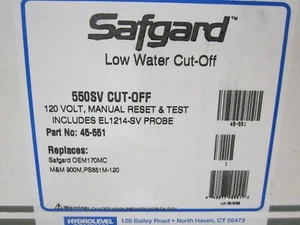 Safgard
Low Water Cut-Off
550SV CUT-OFF
120 VOLT, MANUAL RESET & TEST
INCLUDES EL1214-SV PROBE
Part No: 45-551
45-551
Replaces:
Safgard OEM170MC
M&M 900M,PS851M-120
1
HYDROLEVEL
126 Bailey Road • North Haven, CT 06473